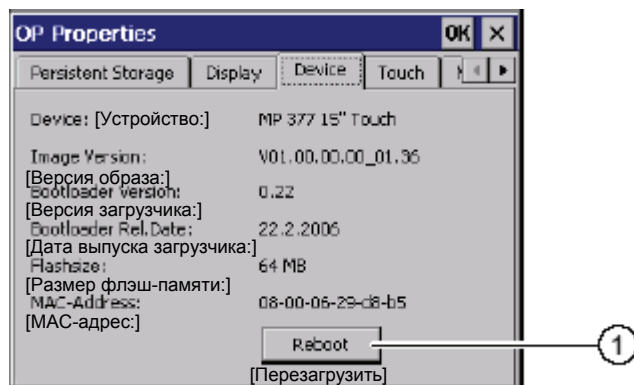 OP Properties OK ×
Persistent Storage Display Device Touch
Device: [Устройство:] MP 377 15" Touch
Image Version: V01.00.00.00_01.36
[Версия образа:]
Bootloader Version: 0.22
[Версия загрузчика:]
Bootloader Rel.Date: 22.2.2006
[Дата выпуска загрузчика:]
Flashsize: 64 MB
[Размер флэш-памяти:]
MAC-Address: 08-00-06-29-d8-b5
[MAC-адрес:]
Reboot 1
[Перезагрузить]